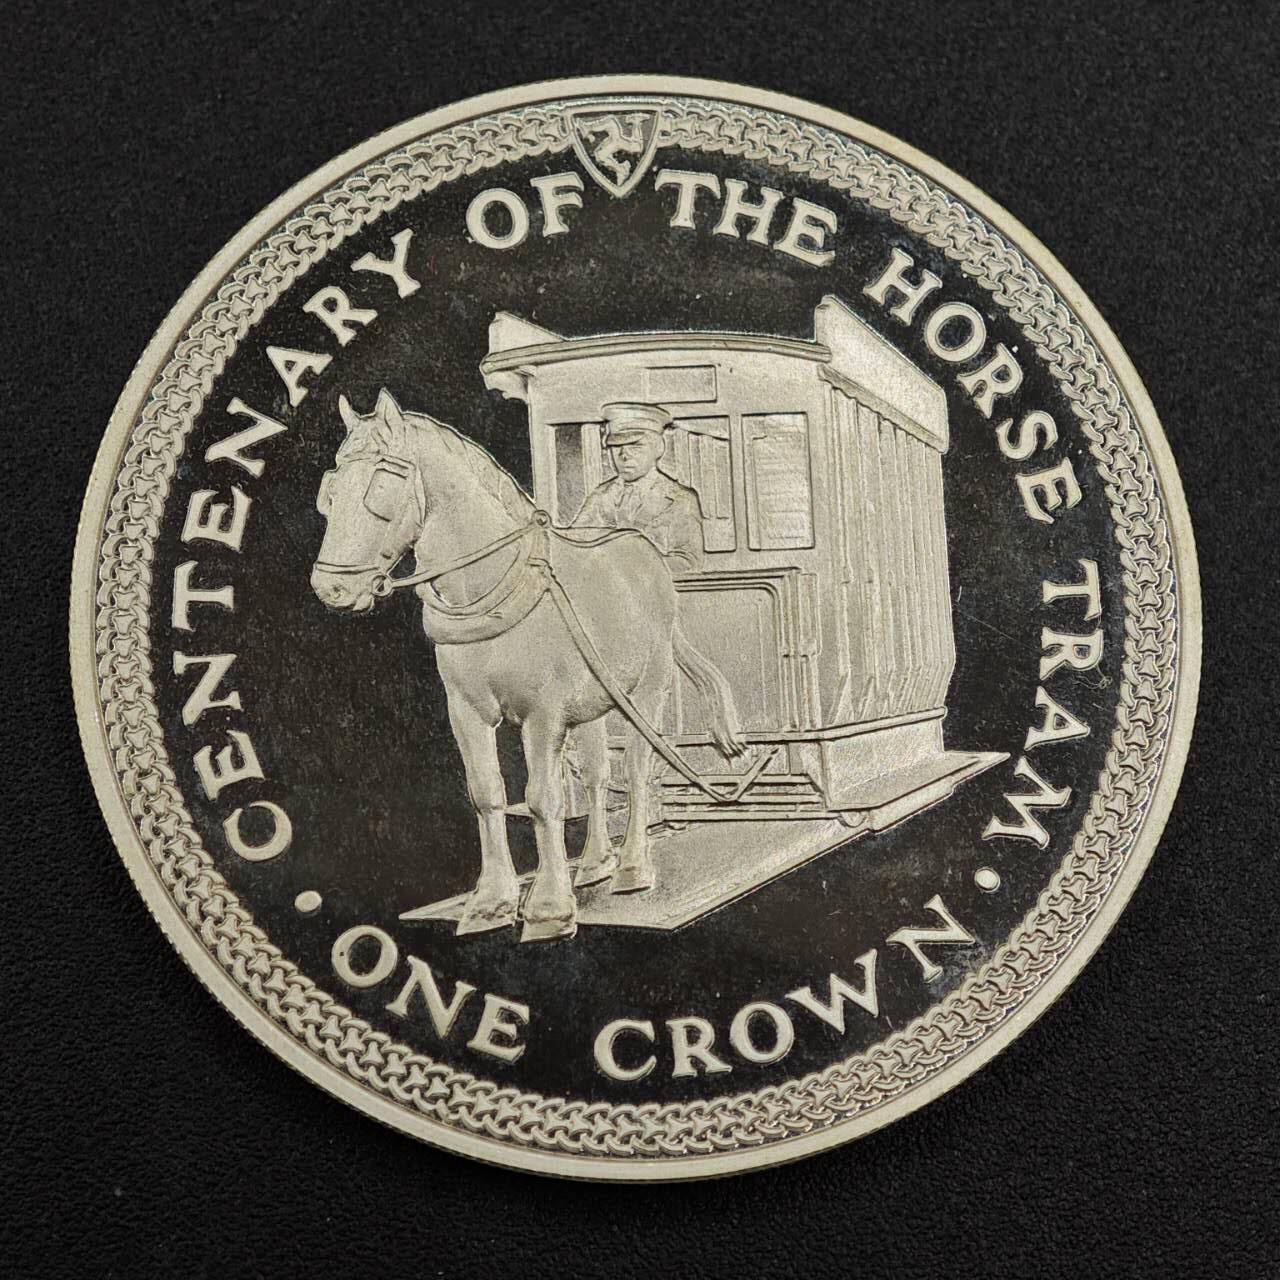 CENTENARY OF THE HORSE TRAM
· ONE CROWN ·